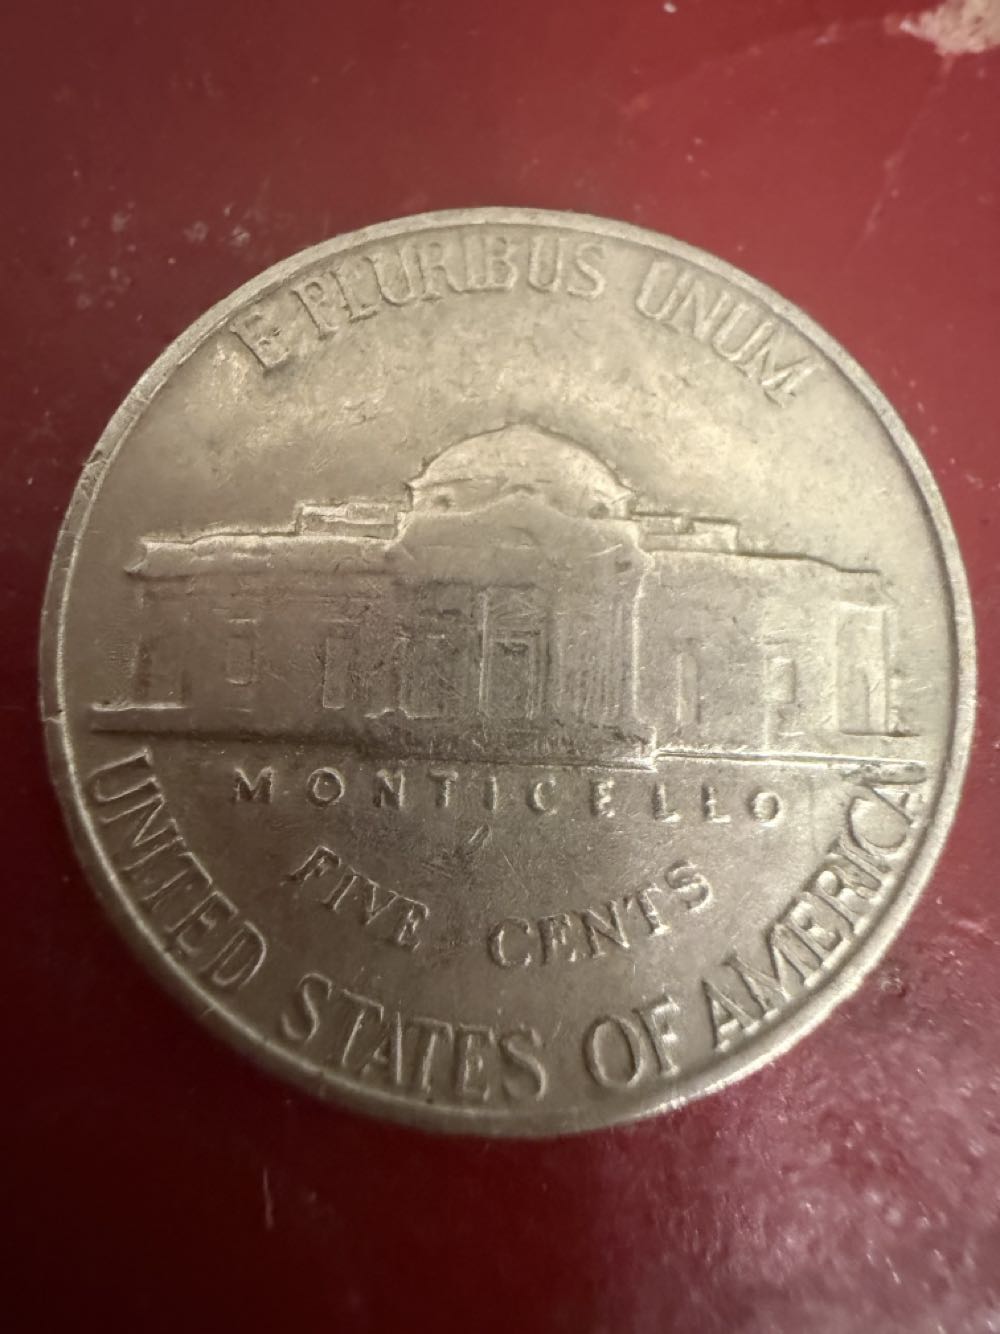 E PLURIBUS UNUM
MONTICELLO
FIVE CENTS
UNITED STATES OF AMERICA